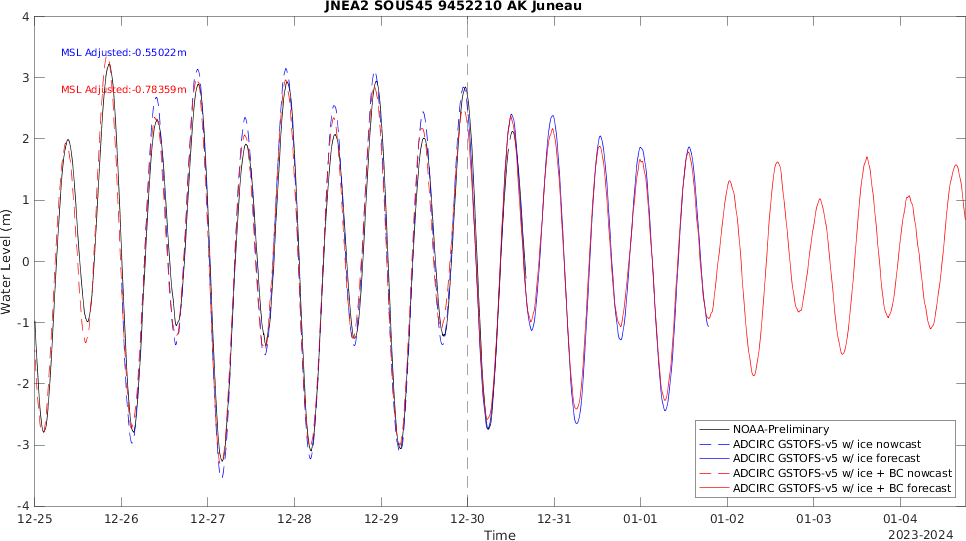 JNEA2 SOUS45 9452210 AK Juneau
MSL Adjusted:-0.55022m
MSL Adjusted:-0.78359m
Water Level (m)
4
3
2
1
0
-1
-2
-3
-4
NOAA-Preliminary
ADCIRC GSTOFS-v5 w/ ice nowcast
ADCIRC GSTOFS-v5 w/ ice forecast
ADCIRC GSTOFS-v5 w/ ice + BC nowcast
ADCIRC GSTOFS-v5 w/ ice + BC forecast
12-25 12-26 12-27 12-28 12-29 12-30 12-31 01-01 01-02 01-03 01-04
Time
2023-2024